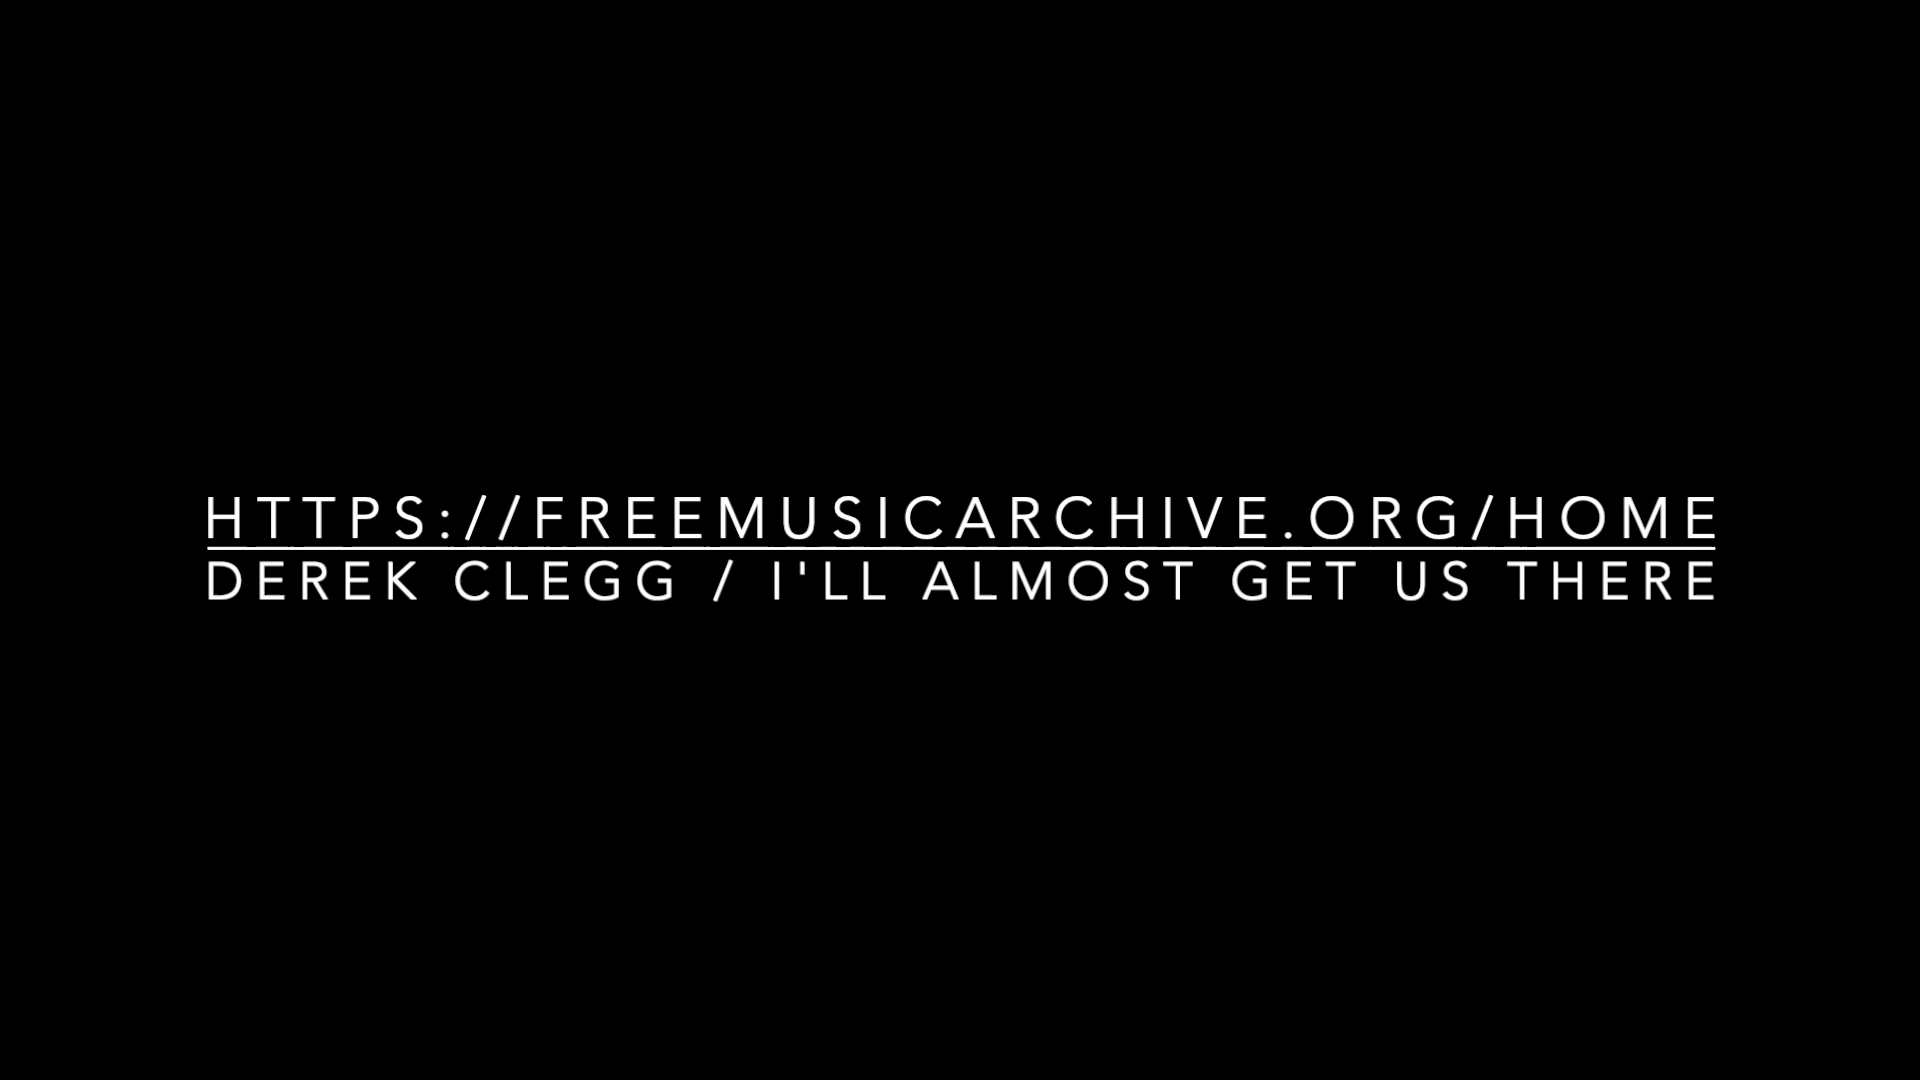 HTTPS://FREEMUSICARCHIVE.ORG/HOME
DEREK CLEGG / I'LL ALMOST GET US THERE